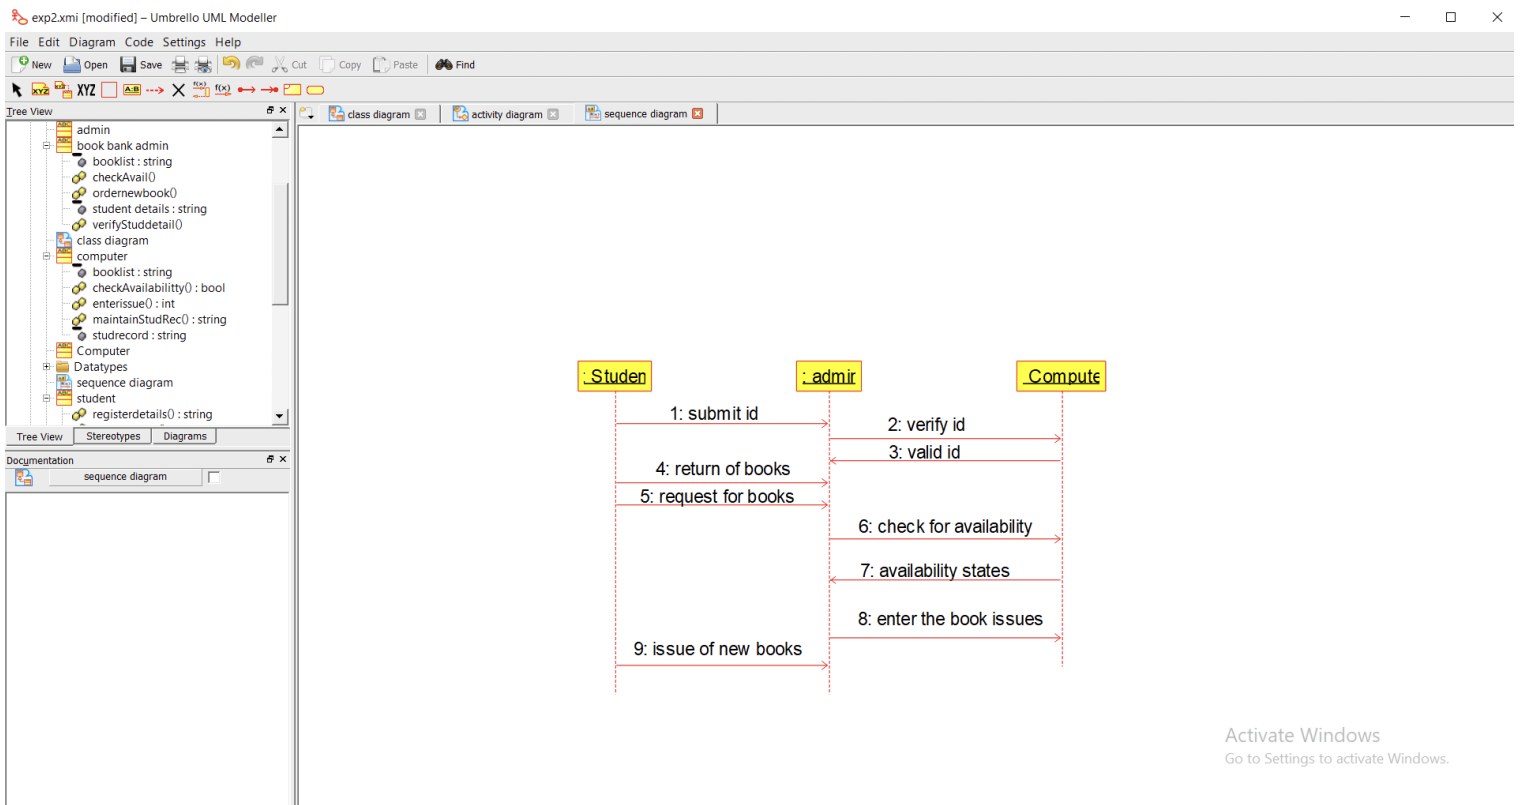 exp2.xmi [modified] – Umbrello UML Modeller
File Edit Diagram Code Settings Help
New Open Save Cut Copy Paste Find
XYZ XYZ A:B f(x) f(x)
Tree View
class diagram activity diagram sequence diagram
admin
book bank admin
booklist : string
checkAvail()
ordernewbook()
student details : string
verifyStuddetail()
class diagram
computer
booklist : string
checkAvailabilitty() : bool
enterissue() : int
maintainStudRec() : string
studrecord : string
Computer
Datatypes
sequence diagram
student
registerdetails() : string
Tree View Stereotypes Diagrams
Documentation
sequence diagram
: Studen : admir Compute
1: submit id
2: verify id
3: valid id
4: return of books
5: request for books
6: check for availability
7: availability states
8: enter the book issues
9: issue of new books
Activate Windows
Go to Settings to activate Windows.